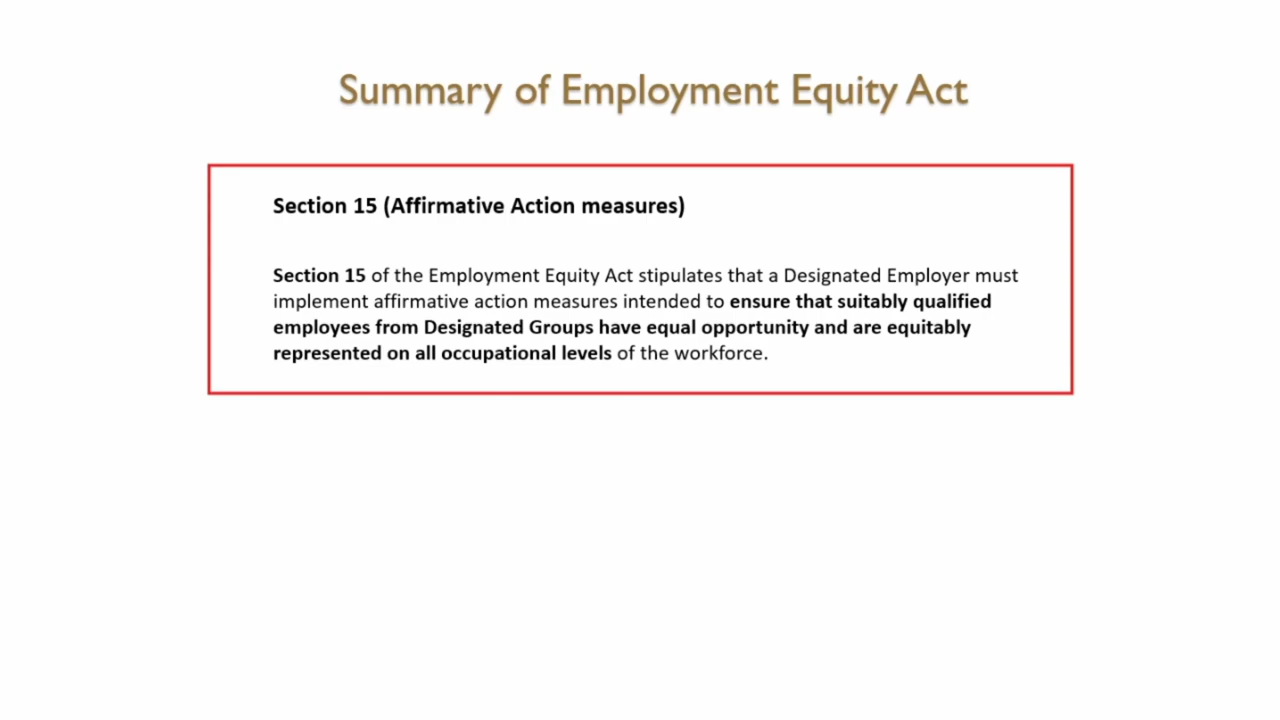 Summary of Employment Equity Act
Section 15 (Affirmative Action measures)
Section 15 of the Employment Equity Act stipulates that a Designated Employer must
implement affirmative action measures intended to ensure that suitably qualified
employees from Designated Groups have equal opportunity and are equitably
represented on all occupational levels of the workforce.